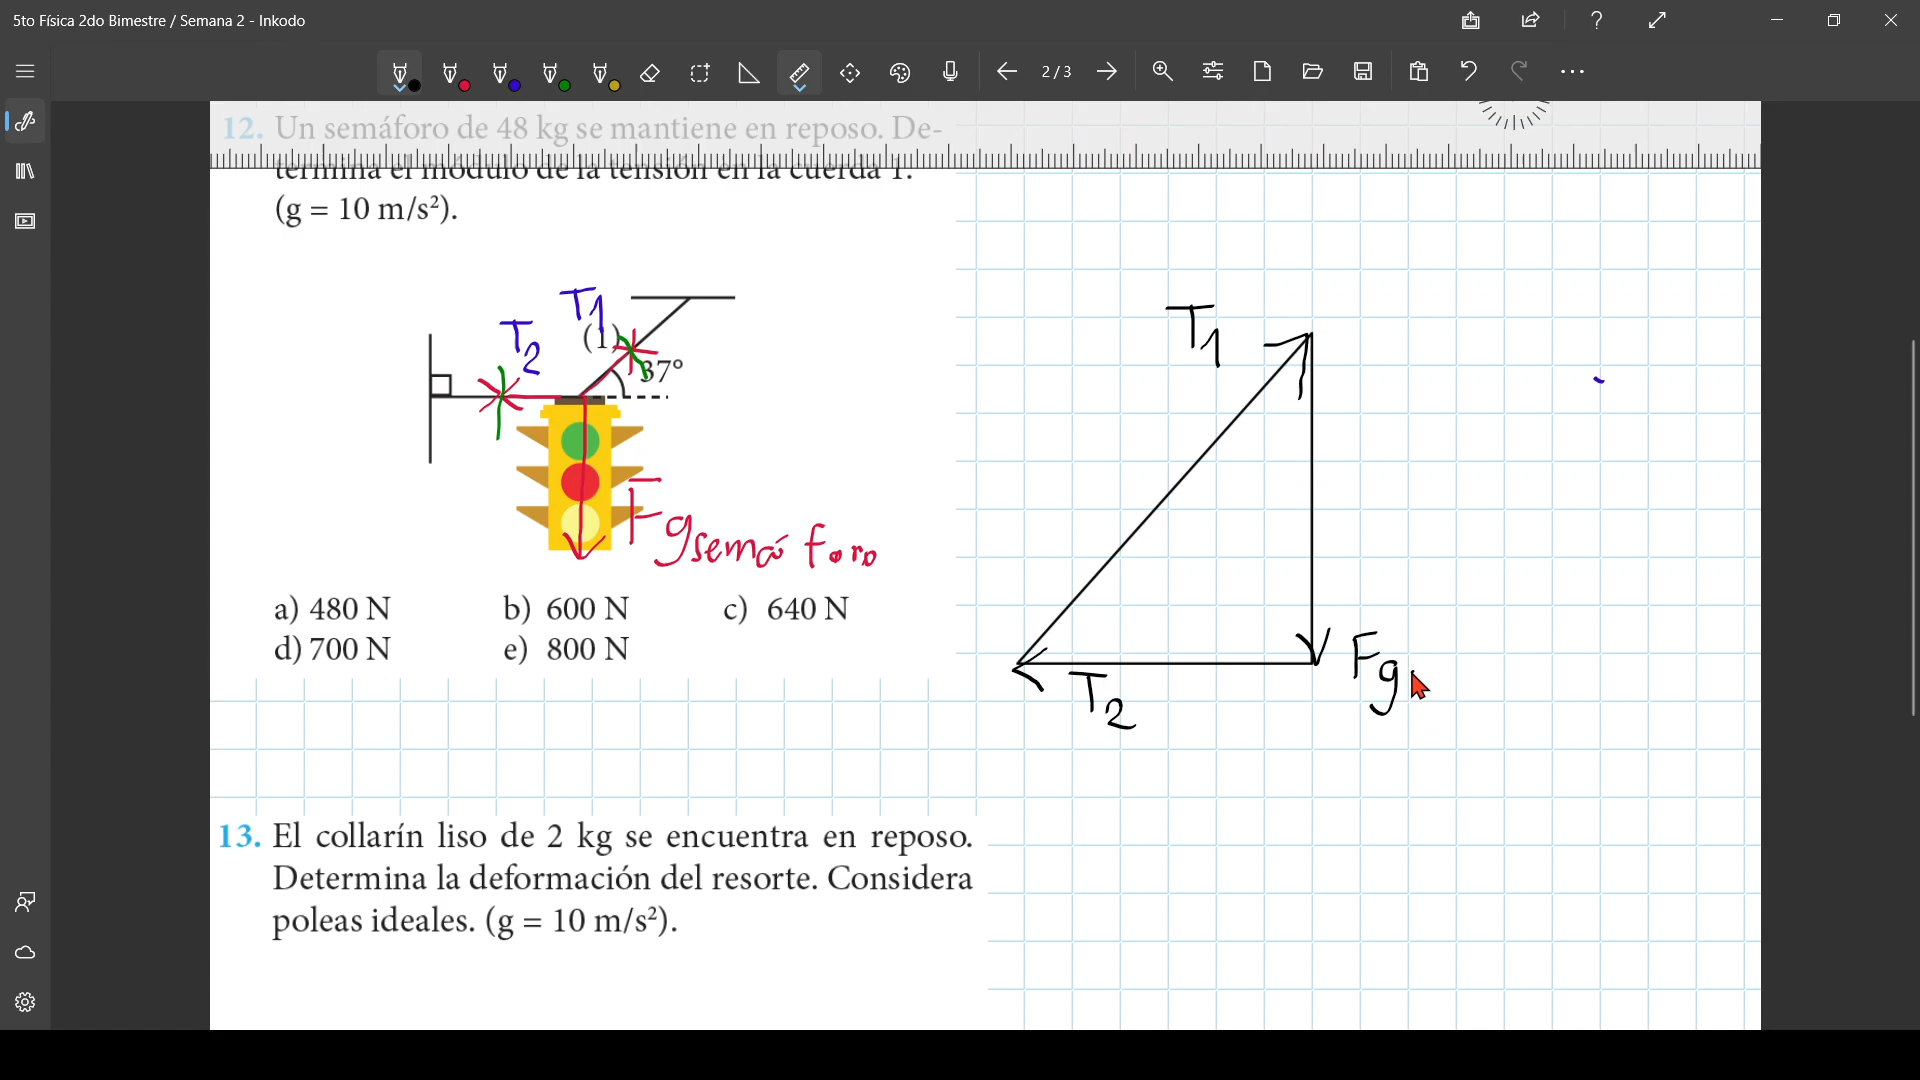 5to Física 2do Bimestre / Semana 2 - Inkodo
2/3
12. Un semáforo de 48 kg se mantiene en reposo. De-
termina el módulo de la tensión en la cuerda 1.
(g = 10 m/s²).
T1
T2
(1)
37°
T1
Fg semáforo
Fg
T2
a) 480 N b) 600 N c) 640 N
d) 700 N e) 800 N
13. El collarín liso de 2 kg se encuentra en reposo.
Determina la deformación del resorte. Considera
poleas ideales. (g = 10 m/s²).